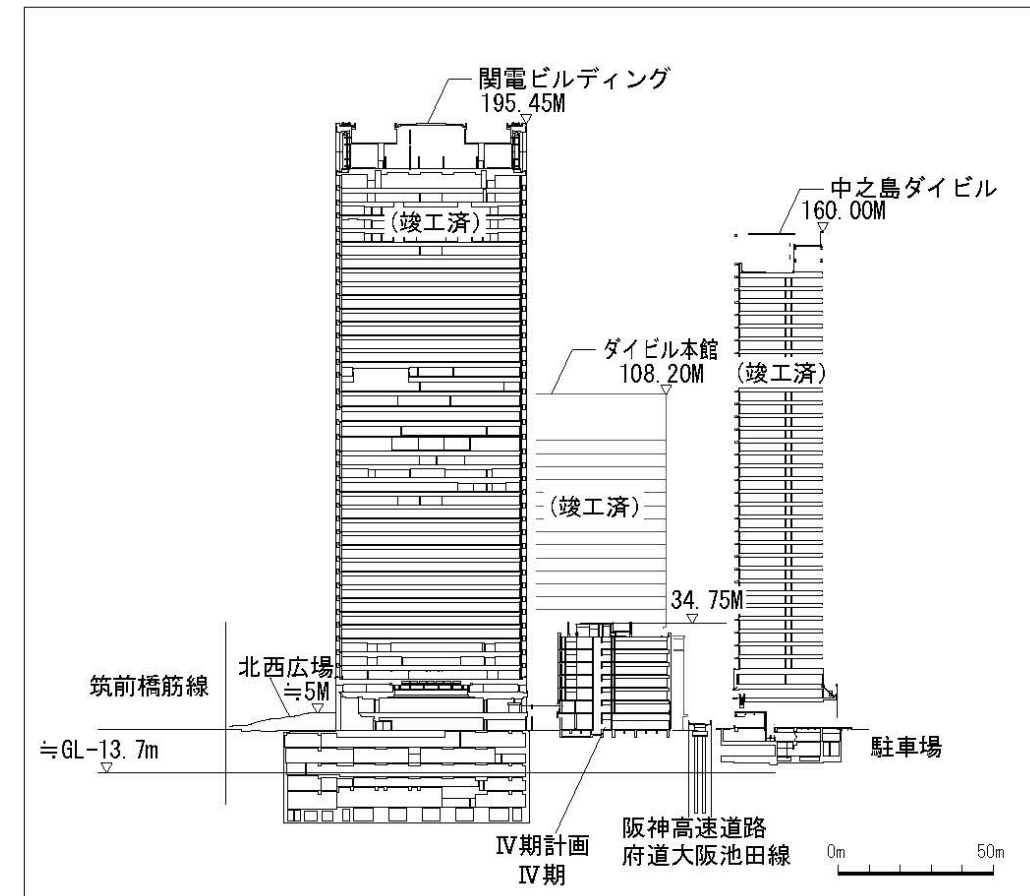 関電ビルディング
195.45M
(竣工済)
中之島ダイビル
160.00M
ダイビル本館
108.20M
(竣工済)
(竣工済)
34.75M
北西広場
≒5M
筑前橋筋線
≒GL-13.7m
駐車場
Ⅳ期計画
Ⅳ期
阪神高速道路
府道大阪池田線
0m 50m